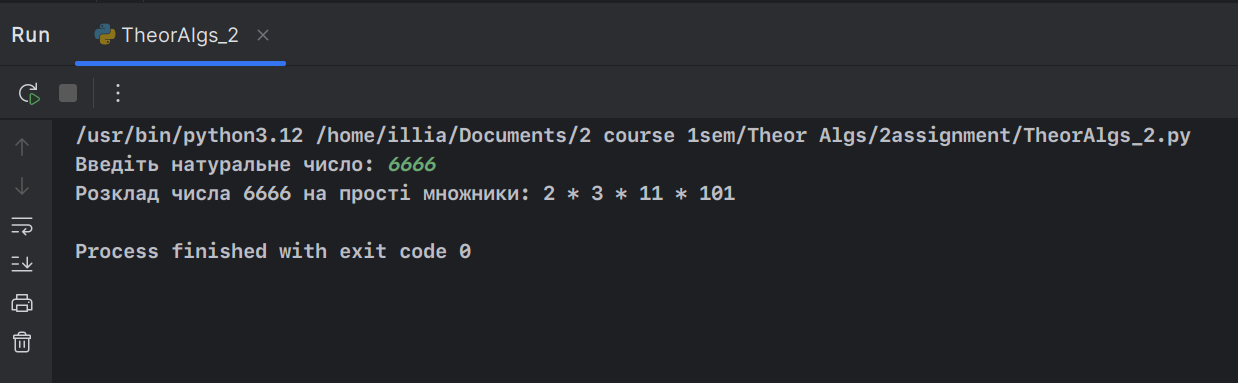 Run TheorAlgs_2
/usr/bin/python3.12 /home/illia/Documents/2 course 1sem/Theor Algs/2assignment/TheorAlgs_2.py
Введіть натуральне число: 6666
Розклад числа 6666 на прості множники: 2 * 3 * 11 * 101
Process finished with exit code 0